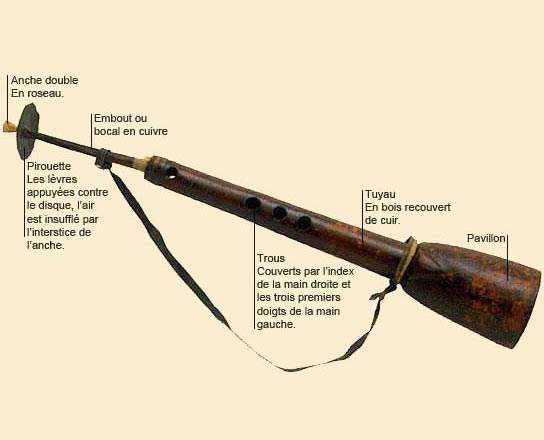 Anche double
En roseau.
Embout ou
bocal en cuivre
Pirouette
Les lèvres
appuyées contre
le disque, l'air
est insufflé par
l'interstice de
l'anche.
Tuyau
En bois recouvert
de cuir.
Pavillon
Trous
Couverts par l'index
de la main droite et
les trois premiers
doigts de la main
gauche.